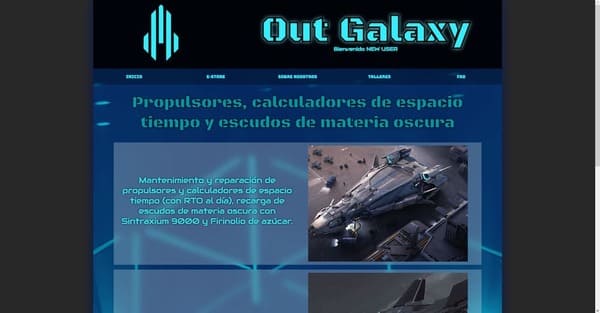 Out Galaxy
Bienvenido NEW USER
INICIO E-STARS SOBRE NOSOTROS TALLERES FAQ
Propulsores, calculadores de espacio
tiempo y escudos de materia oscura
Mantenimiento y reparación de
propulsores y calculadores de espacio
tiempo (con RTO al día), recarga de
escudos de materia oscura con
Sintraxium 9000 y Firinolio de azúcar.